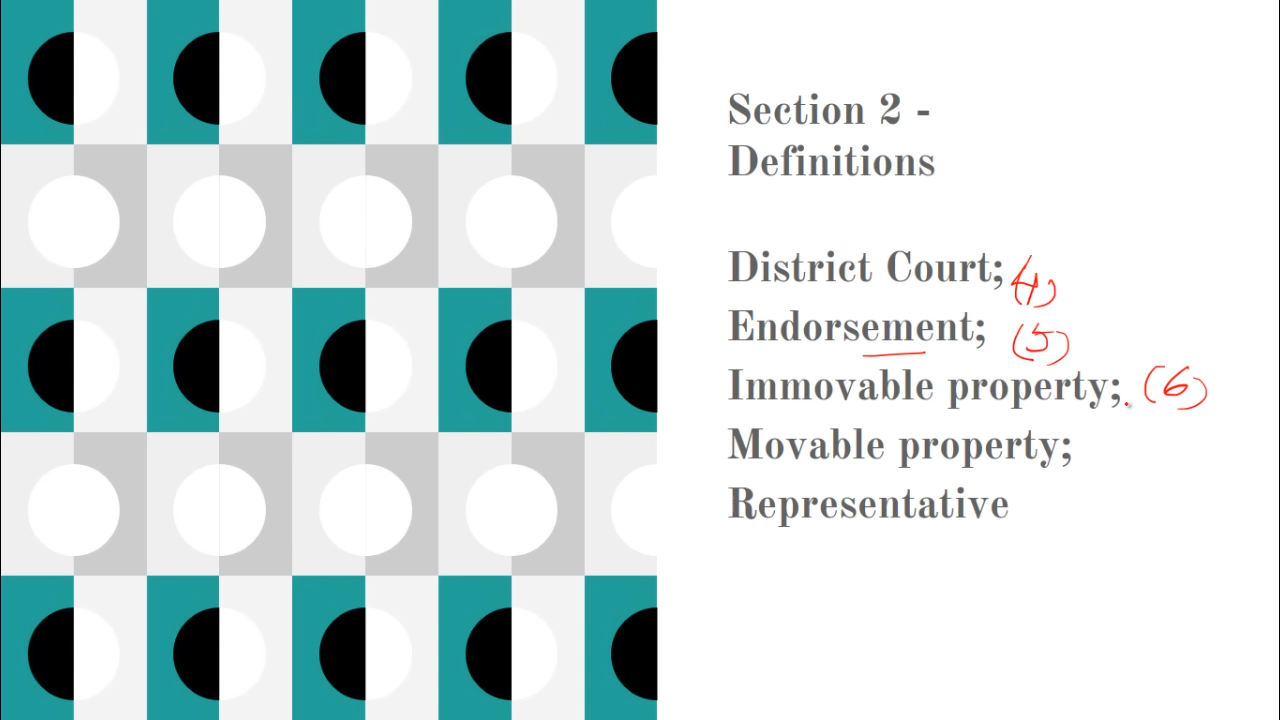 Section 2 -
Definitions
District Court; (4)
Endorsement; (5)
Immovable property; (6)
Movable property;
Representative